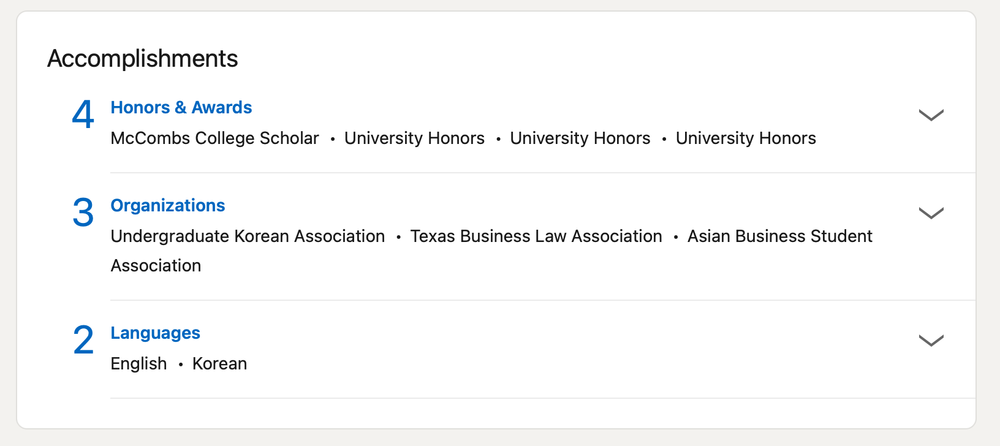 Accomplishments
4 Honors & Awards
McCombs College Scholar • University Honors • University Honors • University Honors
3 Organizations
Undergraduate Korean Association • Texas Business Law Association • Asian Business Student
Association
2 Languages
English • Korean